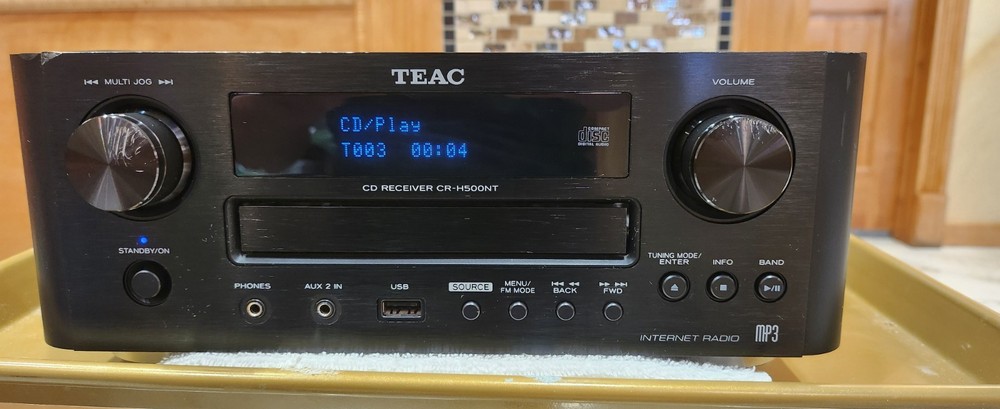 TEAC
⏮ MULTI JOG ⏭
VOLUME
CD/Play
T003 00:04
COMPACT
disc
DIGITAL AUDIO
CD RECEIVER CR-H500NT
STANDBY/ON
PHONES
AUX 2 IN
USB
SOURCE
MENU/
FM MODE
⏮ ◀◀
BACK
▶▶ ⏭
FWD
TUNING MODE/
ENTER
INFO
BAND
INTERNET RADIO
MP3